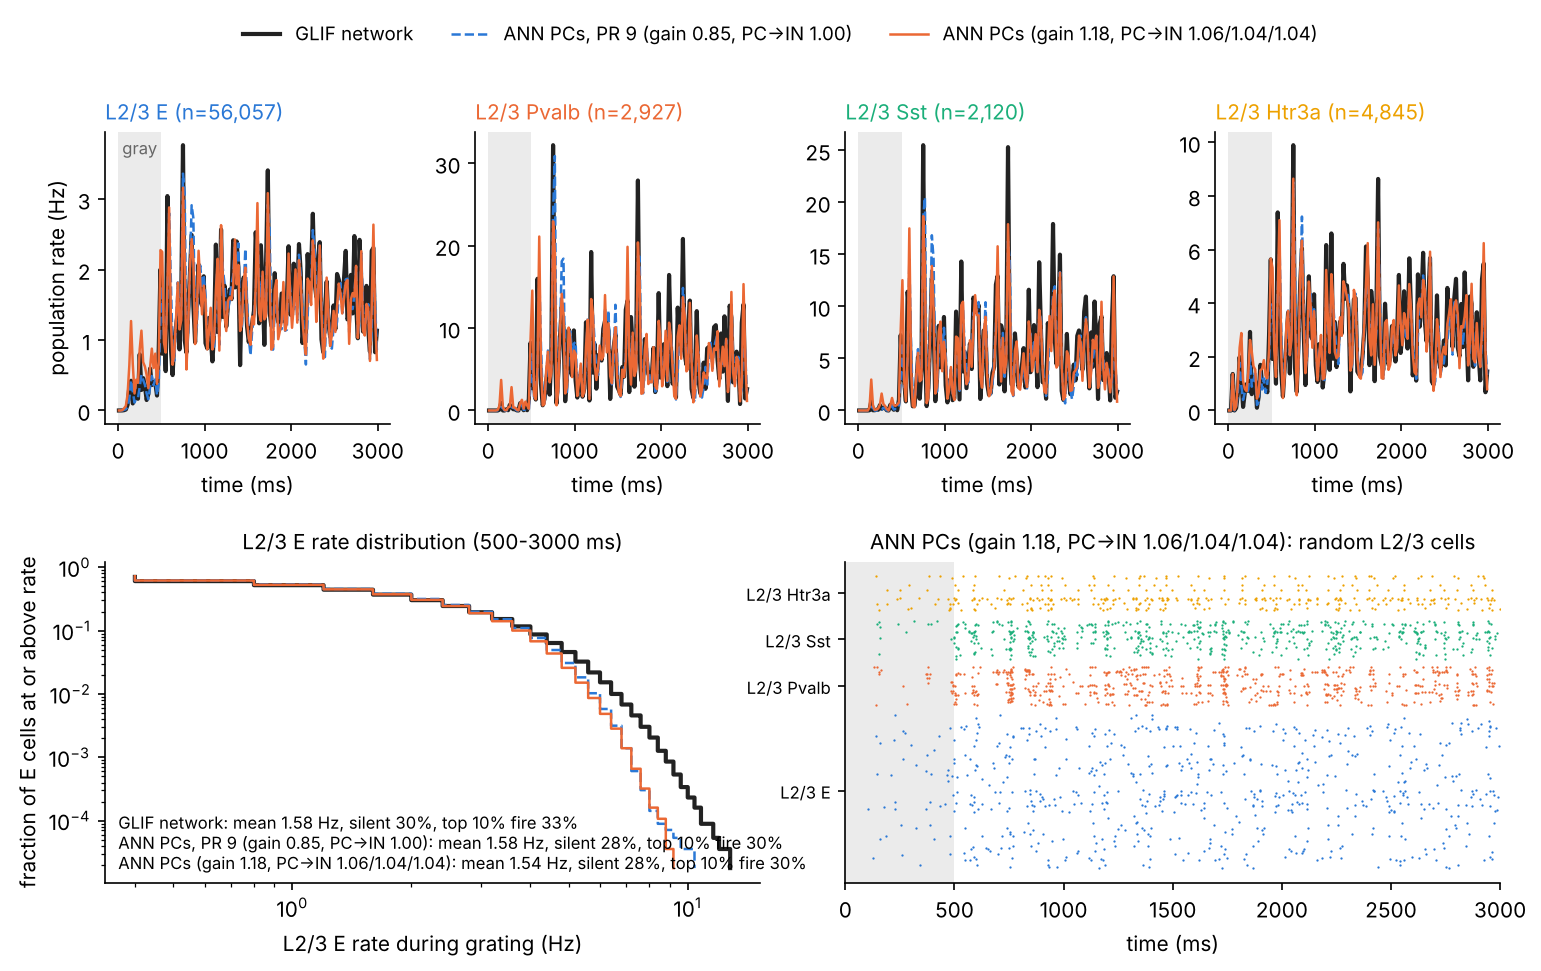 GLIF network
ANN PCs, PR 9 (gain 0.85, PC→IN 1.00)
ANN PCs (gain 1.18, PC→IN 1.06/1.04/1.04)
L2/3 E (n=56,057)
L2/3 Pvalb (n=2,927)
L2/3 Sst (n=2,120)
L2/3 Htr3a (n=4,845)
gray
population rate (Hz)
3
2
1
0
0 1000 2000 3000
time (ms)
30
20
10
0
0 1000 2000 3000
time (ms)
25
20
15
10
5
0
0 1000 2000 3000
time (ms)
10
8
6
4
2
0
0 1000 2000 3000
time (ms)
L2/3 E rate distribution (500-3000 ms)
fraction of E cells at or above rate
10⁰
10⁻¹
10⁻²
10⁻³
10⁻⁴
GLIF network: mean 1.58 Hz, silent 30%, top 10% fire 33%
ANN PCs, PR 9 (gain 0.85, PC→IN 1.00): mean 1.58 Hz, silent 28%, top 10% fire 30%
ANN PCs (gain 1.18, PC→IN 1.06/1.04/1.04): mean 1.54 Hz, silent 28%, top 10% fire 30%
10⁰ 10¹
L2/3 E rate during grating (Hz)
ANN PCs (gain 1.18, PC→IN 1.06/1.04/1.04): random L2/3 cells
L2/3 Htr3a
L2/3 Sst
L2/3 Pvalb
L2/3 E
0 500 1000 1500 2000 2500 3000
time (ms)